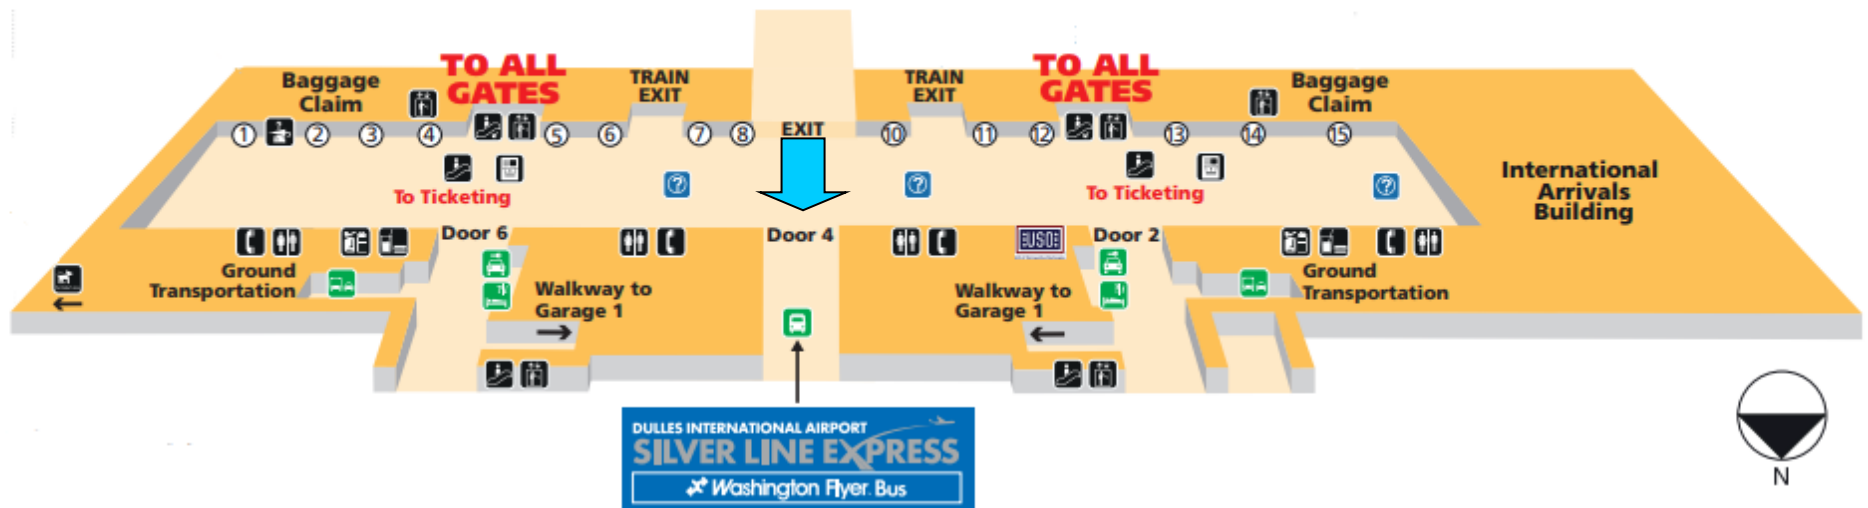 Baggage
Claim
TO ALL
GATES
TRAIN
EXIT
TRAIN
EXIT
TO ALL
GATES
Baggage
Claim
1
2
3
4
5
6
7
8
EXIT
10
11
12
13
14
15
?
?
?
To Ticketing
To Ticketing
International
Arrivals
Building
Door 6
Door 4
USO
Door 2
Ground
Transportation
Walkway to
Garage 1
Walkway to
Garage 1
Ground
Transportation
DULLES INTERNATIONAL AIRPORT
SILVER LINE EXPRESS
Washington Flyer. Bus
N